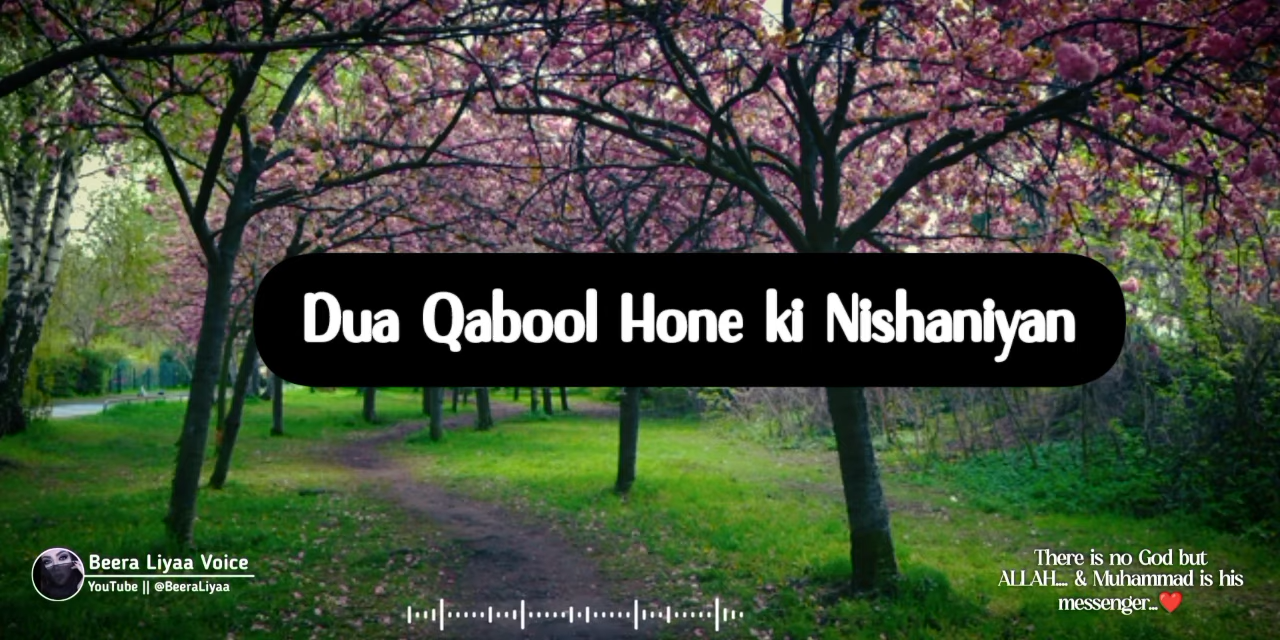 Dua Qabool Hone ki Nishaniyan
Beera Liyaa Voice
YouTube || @BeeraLiyaa
There is no God but
ALLAH... & Muhammad is his
messenger...❤️